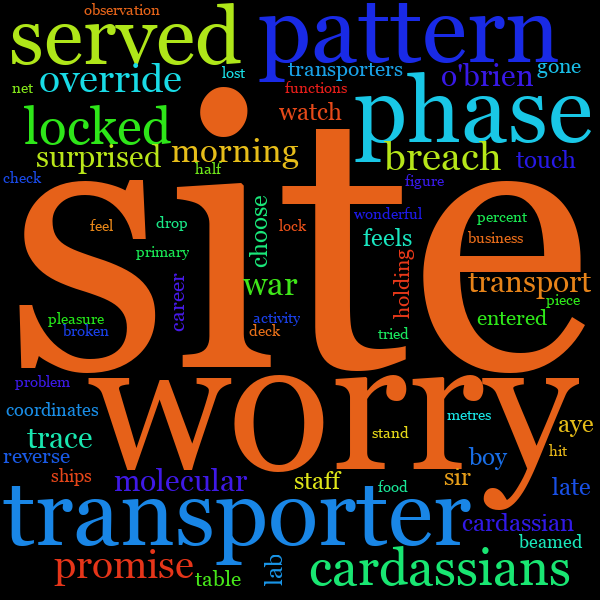 observation
served
pattern
net
override
lost
transporters
functions
o'brien
gone
locked
watch
phase
surprised
morning
half
breach
touch
check
site
figure
feel
drop
choose
lock
wonderful
percent
primary
feels
business
career
war
holding
transport
piece
pleasure
broken
activity
deck
tried
entered
problem
worry
coordinates
metres
trace
stand
aye
reverse
boy
hit
ships
molecular
staff
food
sir
late
transporter
cardassian
beamed
promise
table
lab
cardassians